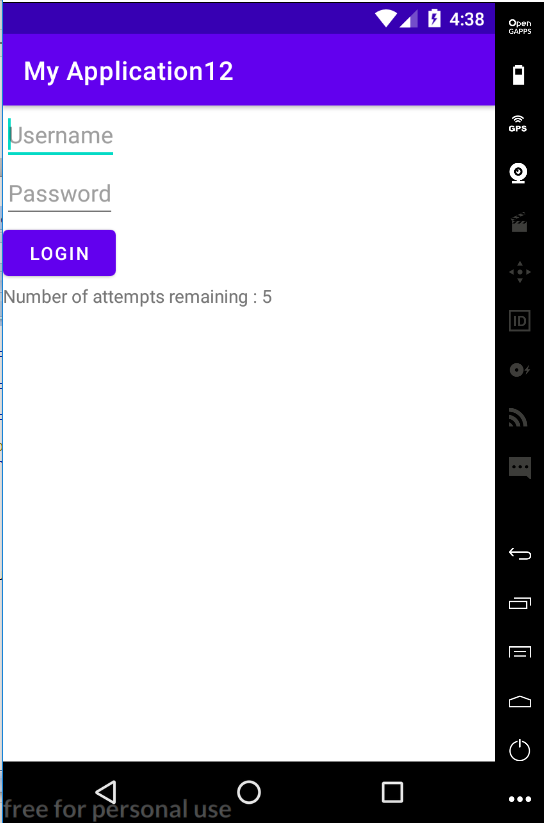 4:38
Open
GAPPS
My Application12
GPS
Username
Password
LOGIN
Number of attempts remaining : 5
ID
free for personal use